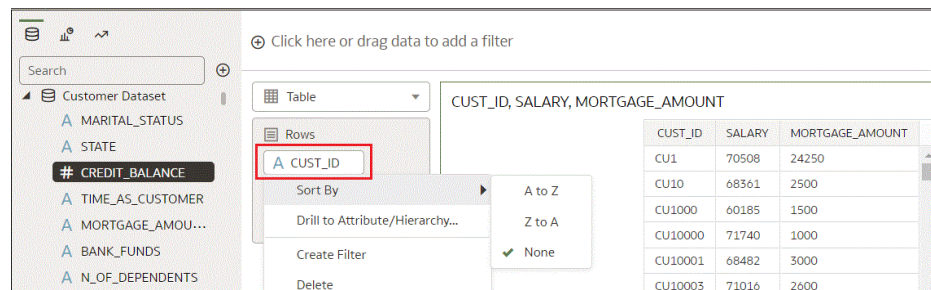 Click here or drag data to add a filter
Search
Customer Dataset
A MARITAL_STATUS
A STATE
# CREDIT_BALANCE
A TIME_AS_CUSTOMER
A MORTGAGE_AMOU···
A BANK_FUNDS
A N_OF_DEPENDENTS
Table
Rows
A CUST_ID
Sort By
Drill to Attribute/Hierarchy...
Create Filter
Delete
A to Z
Z to A
None
CUST_ID, SALARY, MORTGAGE_AMOUNT
CUST_ID SALARY MORTGAGE_AMOUNT
CU1 70508 24250
CU10 68361 2500
CU1000 60185 1500
CU10000 71740 1000
CU10001 68482 3000
CU10003 71016 2600